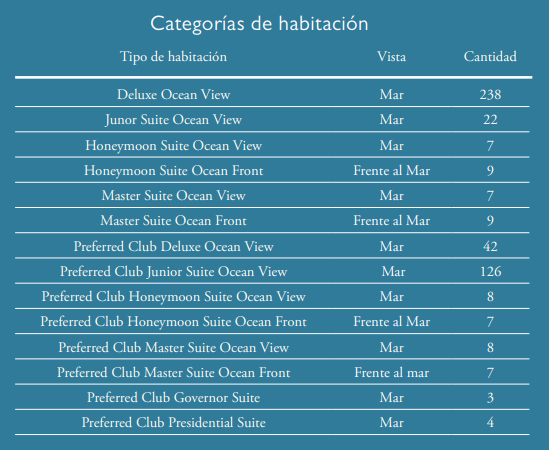 Categorías de habitación
Tipo de habitación Vista Cantidad
Deluxe Ocean View Mar 238
Junor Suite Ocean View Mar 22
Honeymoon Suite Ocean View Mar 7
Honeymoon Suite Ocean Front Frente al Mar 9
Master Suite Ocean View Mar 7
Master Suite Ocean Front Frente al Mar 9
Preferred Club Deluxe Ocean View Mar 42
Preferred Club Junior Suite Ocean View Mar 126
Preferred Club Honeymoon Suite Ocean View Mar 8
Preferred Club Honeymoon Suite Ocean Front Frente al Mar 7
Preferred Club Master Suite Ocean View Mar 8
Preferred Club Master Suite Ocean Front Frente al mar 7
Preferred Club Governor Suite Mar 3
Preferred Club Presidential Suite Mar 4